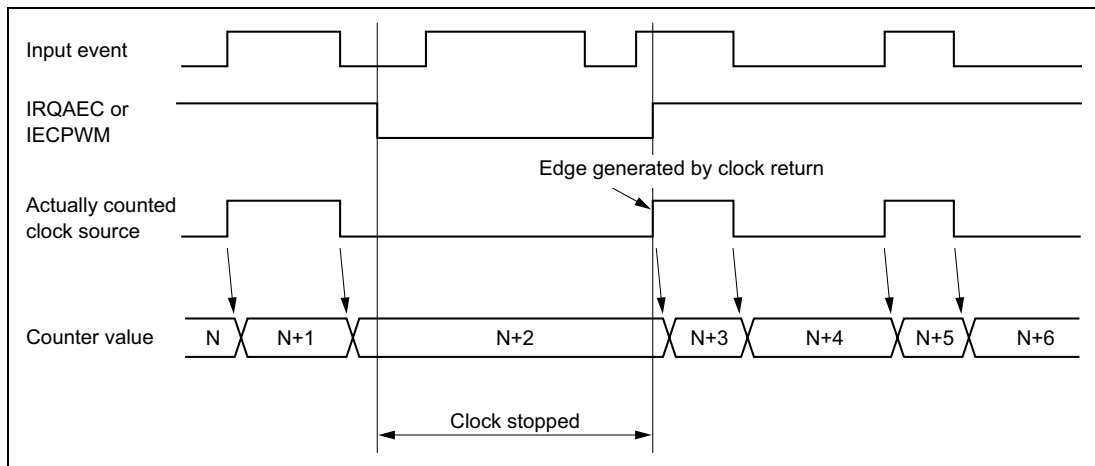 Input event
IRQAEC or
IECPWM
Edge generated by clock return
Actually counted
clock source
Counter value
N
N+1
N+2
N+3
N+4
N+5
N+6
Clock stopped